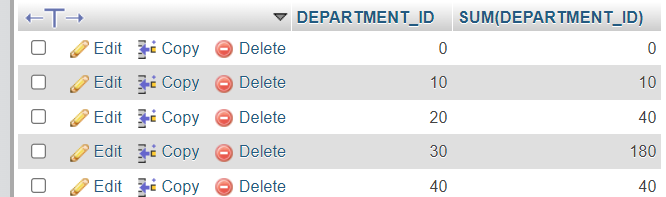 DEPARTMENT_ID SUM(DEPARTMENT_ID)
Edit Copy Delete 0 0
Edit Copy Delete 10 10
Edit Copy Delete 20 40
Edit Copy Delete 30 180
Edit Copy Delete 40 40